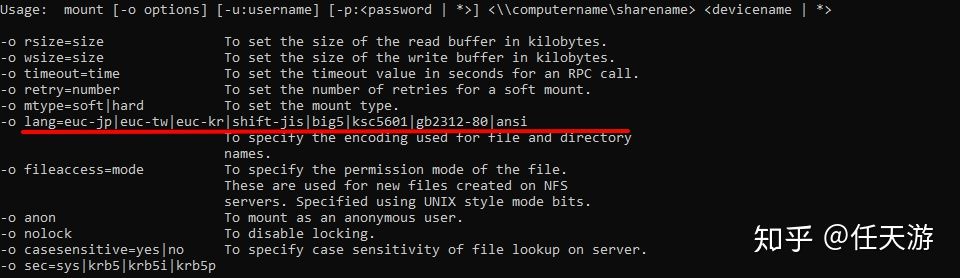 Usage:  mount [-o options] [-u:username] [-p:<password | *>] <\\computername\sharename> <devicename | *>
-o rsize=size               To set the size of the read buffer in kilobytes.
-o wsize=size               To set the size of the write buffer in kilobytes.
-o timeout=time             To set the timeout value in seconds for an RPC call.
-o retry=number             To set the number of retries for a soft mount.
-o mtype=soft|hard          To set the mount type.
-o lang=euc-jp|euc-tw|euc-kr|shift-jis|big5|ksc5601|gb2312-80|ansi
                            To specify the encoding used for file and directory
                            names.
-o fileaccess=mode          To specify the permission mode of the file.
                            These are used for new files created on NFS
                            servers. Specified using UNIX style mode bits.
-o anon                     To mount as an anonymous user.
-o nolock                   To disable locking.
-o casesensitive=yes|no     To specify case sensitivity of file lookup on server.
-o sec=sys|krb5|krb5i|krb5p
知乎 @任天游